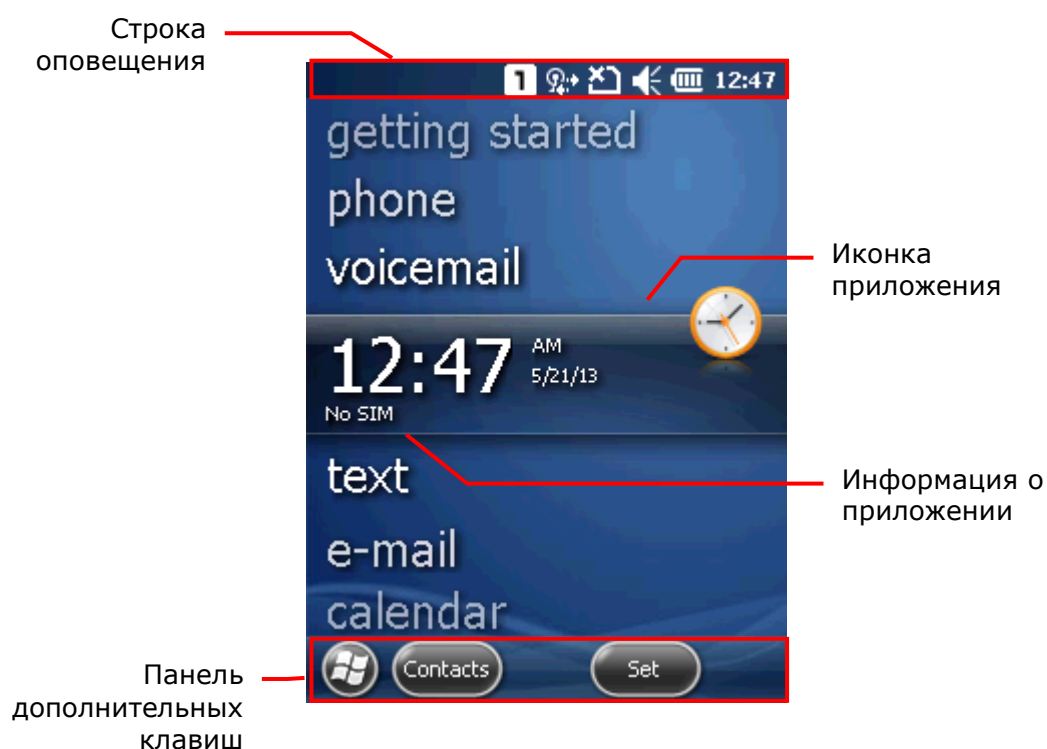 Строка
оповещения
1 12:47
getting started
phone
voicemail
Иконка
приложения
12:47 AM
5/21/13
No SIM
text
Информация о
приложении
e-mail
calendar
Contacts Set
Панель
дополнительных
клавиш